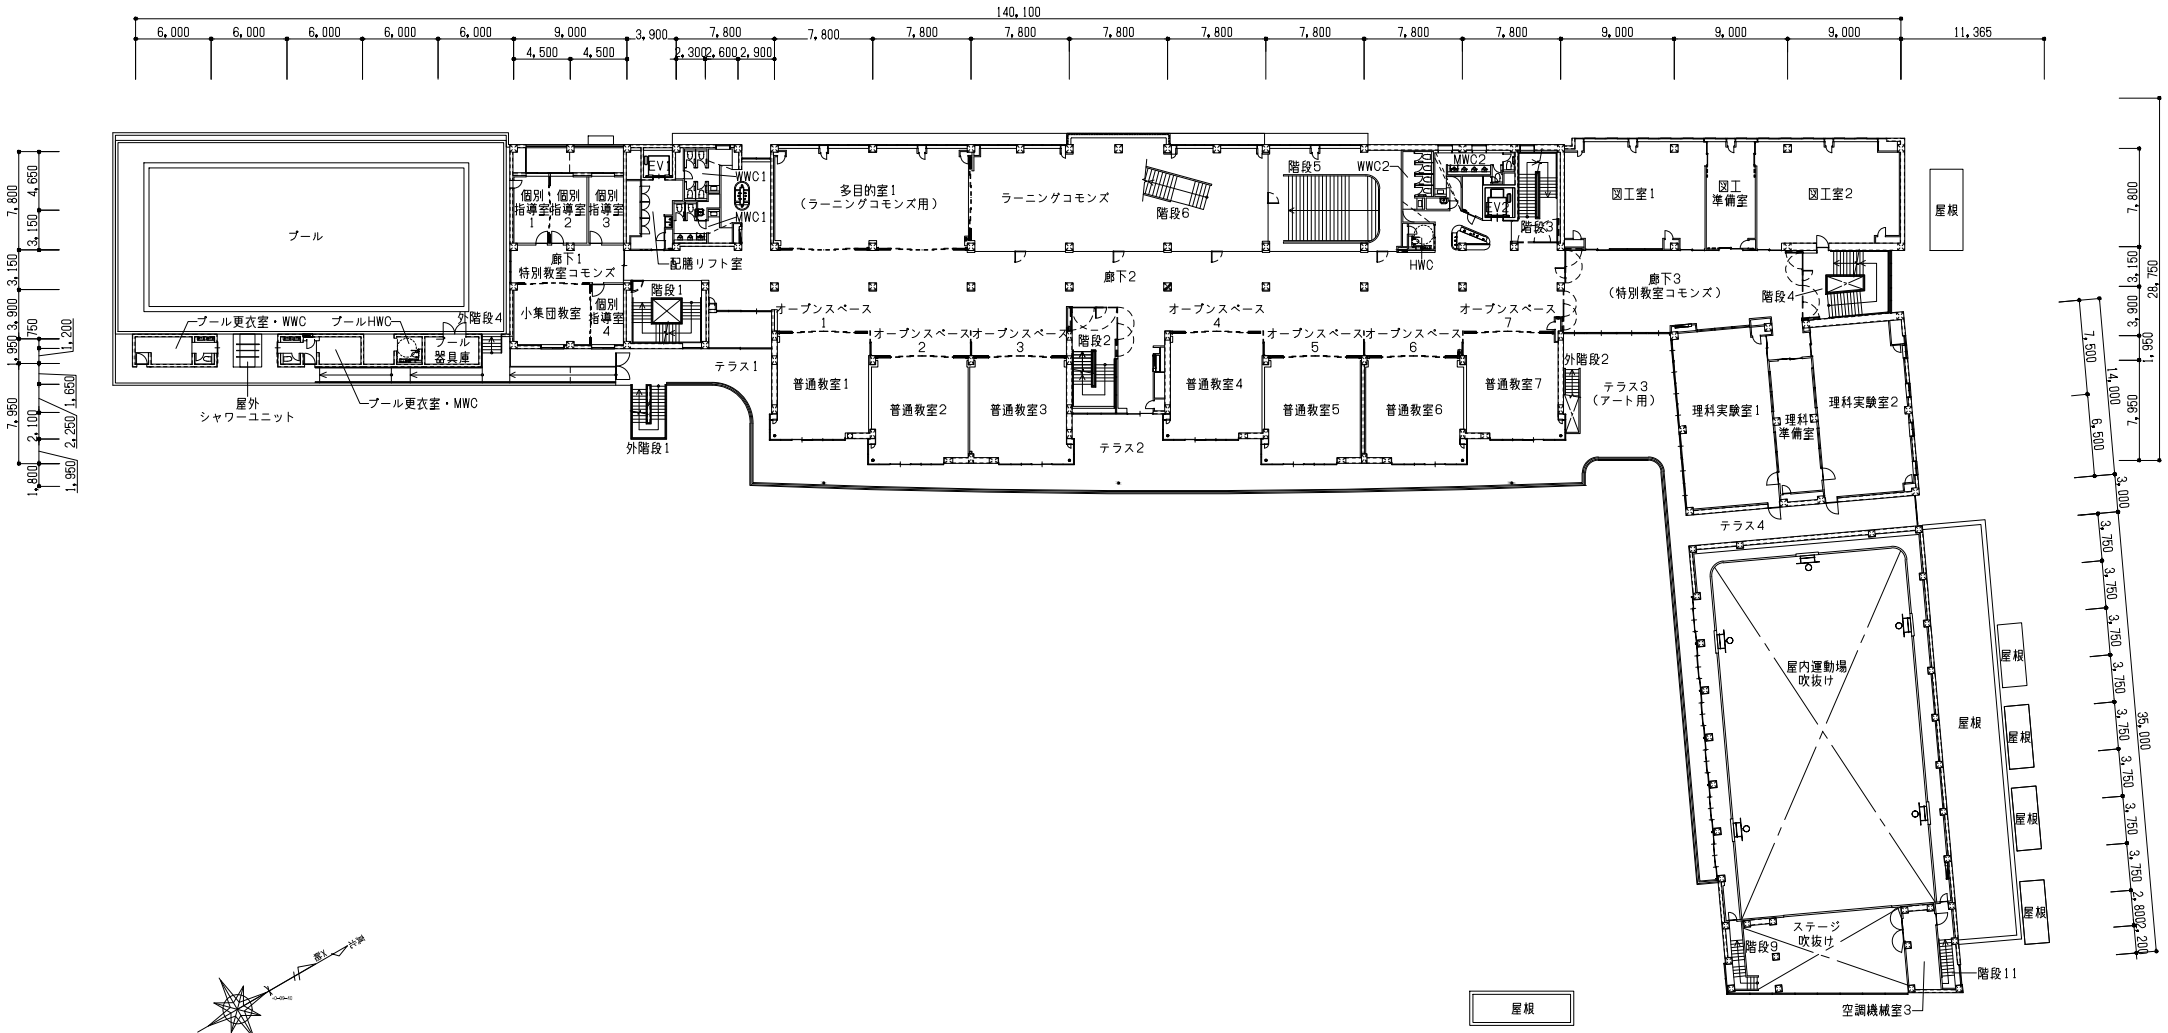 140,100
6,000 6,000 6,000 6,000 6,000 9,000 3,900 7,800 7,800 7,800 7,800 7,800 7,800 7,800 7,800 7,800 9,000 9,000 9,000 11,365
4,500 4,500 2,300 2,600 2,900
7,800
4,650
3,150
3,150
3,900
750
1,200
1,950
1,650
7,950
2,100
2,250
1,800
1,950
プール
個別
指導室
1
個別
指導室
2
個別
指導室
3
EV1
WWC1
MWC1
配膳リフト室
廊下1
特別教室コモンズ
小集団教室
個別
指導室
4
階段1
外階段4
プール更衣室・WWC
プールHWC
プール
器具庫
屋外
シャワーユニット
プール更衣室・MWC
外階段1
テラス1
多目的室1
(ラーニングコモンズ用)
ラーニングコモンズ
階段6
階段5
WWC2
MWC2
EV2
階段3
HWC
廊下2
オープンスペース
1
オープンスペース
2
オープンスペース
3
階段2
オープンスペース
4
オープンスペース
5
オープンスペース
6
オープンスペース
7
普通教室1
普通教室2
普通教室3
普通教室4
普通教室5
普通教室6
普通教室7
テラス2
図工室1
図工
準備室
図工室2
屋根
廊下3
(特別教室コモンズ)
階段4
外階段2
テラス3
(アート用)
理科実験室1
理科
準備室
理科実験室2
テラス4
屋内運動場
吹抜け
屋根
屋根
屋根
屋根
屋根
ステージ
吹抜け
階段9
階段11
空調機械室3
屋根
7,800
28,750
3,150
3,900
1,950
7,950
7,500
14,000
6,500
3,000
3,750
3,750
3,750
3,750
3,750
3,750
3,750
3,750
35,000
2,800
2,200